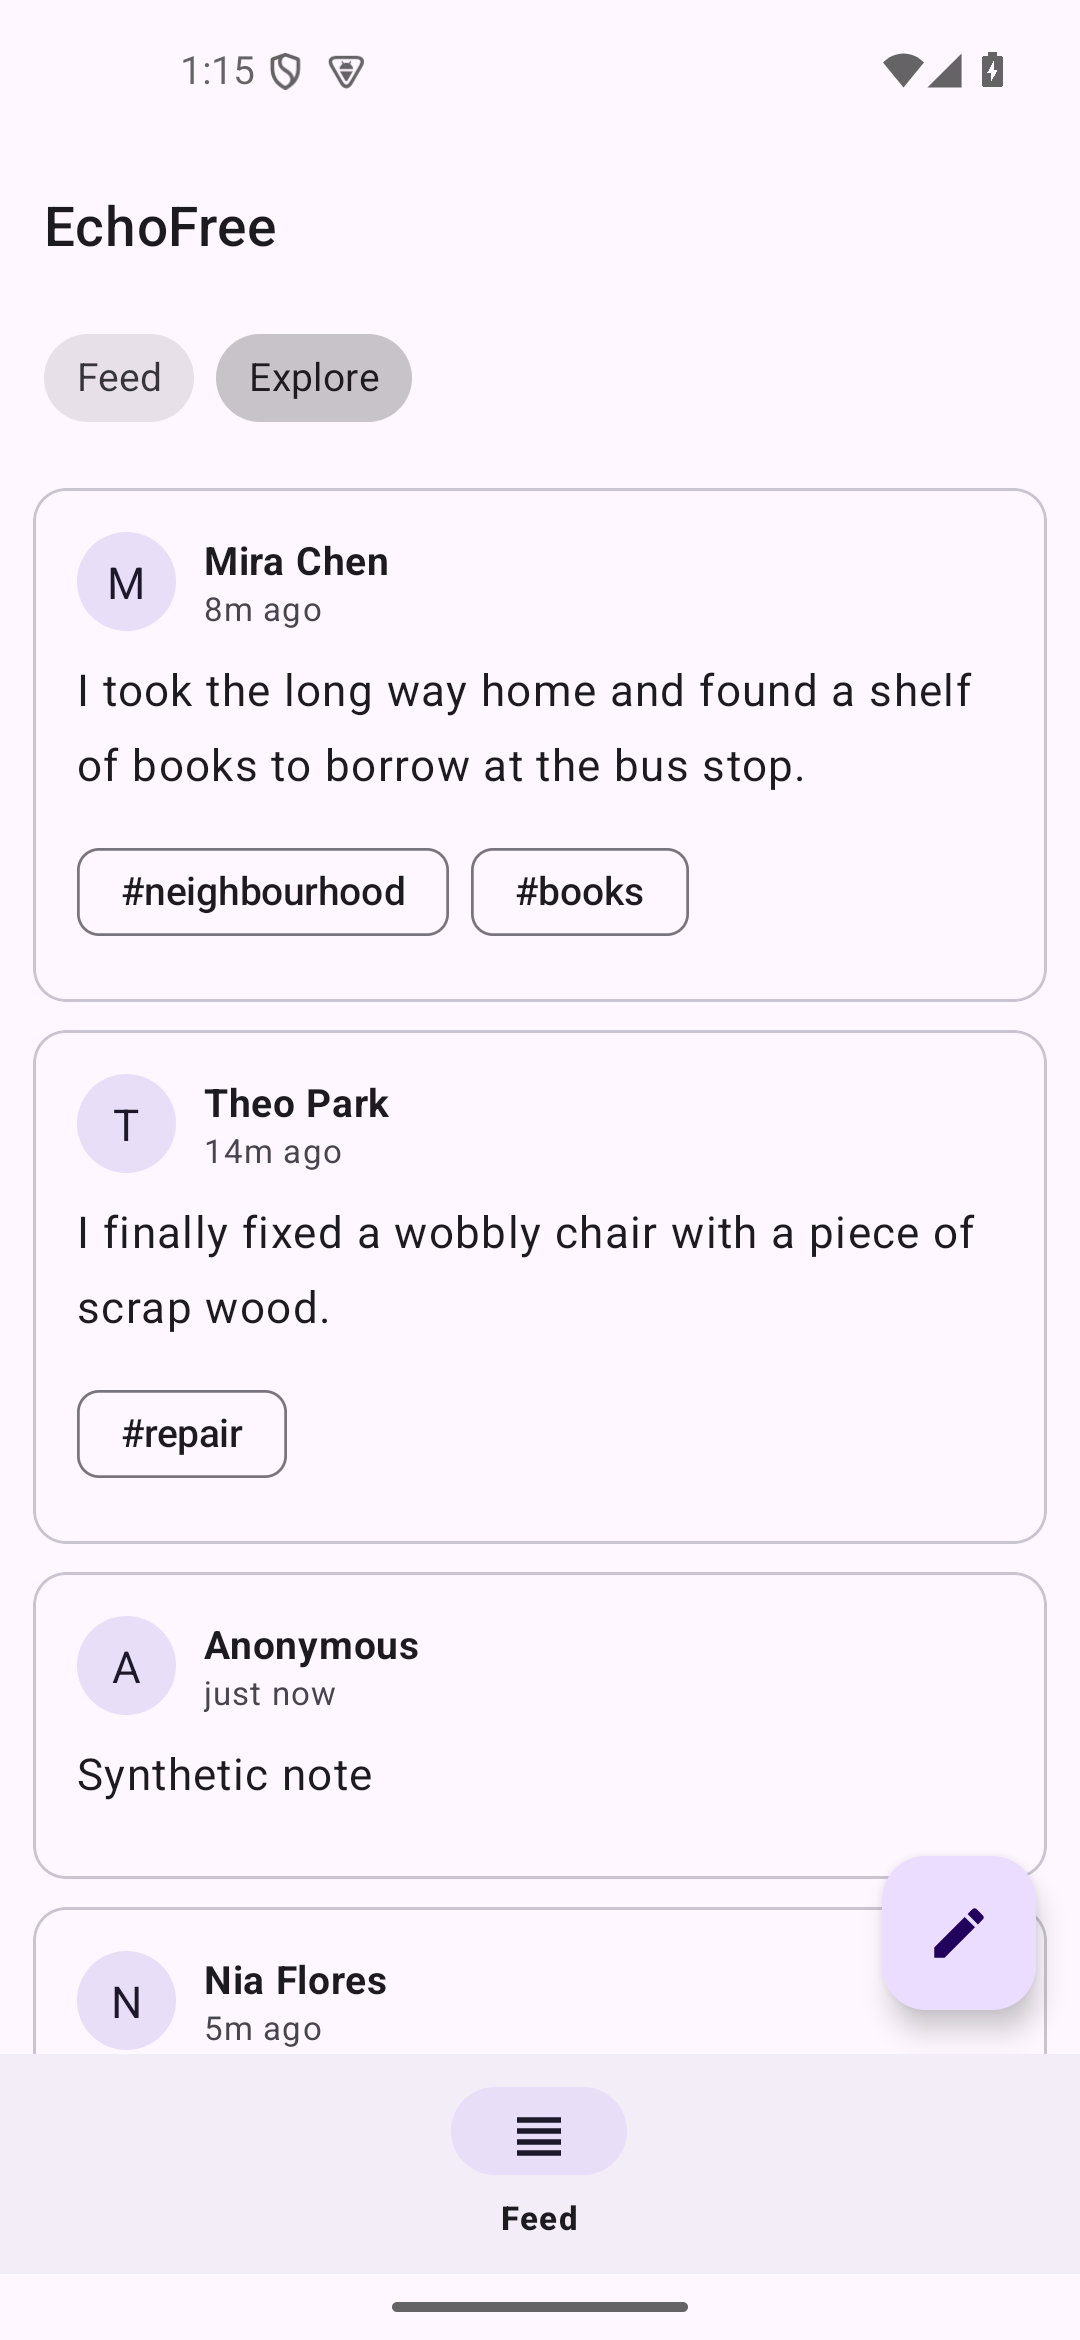 1:15
EchoFree
Feed
Explore
M
Mira Chen
8m ago
I took the long way home and found a shelf
of books to borrow at the bus stop.
#neighbourhood
#books
T
Theo Park
14m ago
I finally fixed a wobbly chair with a piece of
scrap wood.
#repair
A
Anonymous
just now
Synthetic note
N
Nia Flores
5m ago
Feed